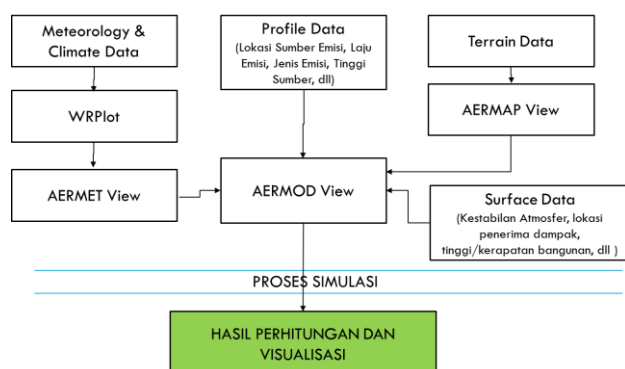 Meteorology &
Climate Data
Profile Data
(Lokasi Sumber Emisi, Laju
Emisi, Jenis Emisi, Tinggi
Sumber, dll)
Terrain Data
WRPlot
AERMAP View
AERMET View
AERMOD View
Surface Data
(Kestabilan Atmosfer, lokasi
penerima dampak,
tinggi/kerapatan bangunan, dll )
PROSES SIMULASI
HASIL PERHITUNGAN DAN
VISUALISASI